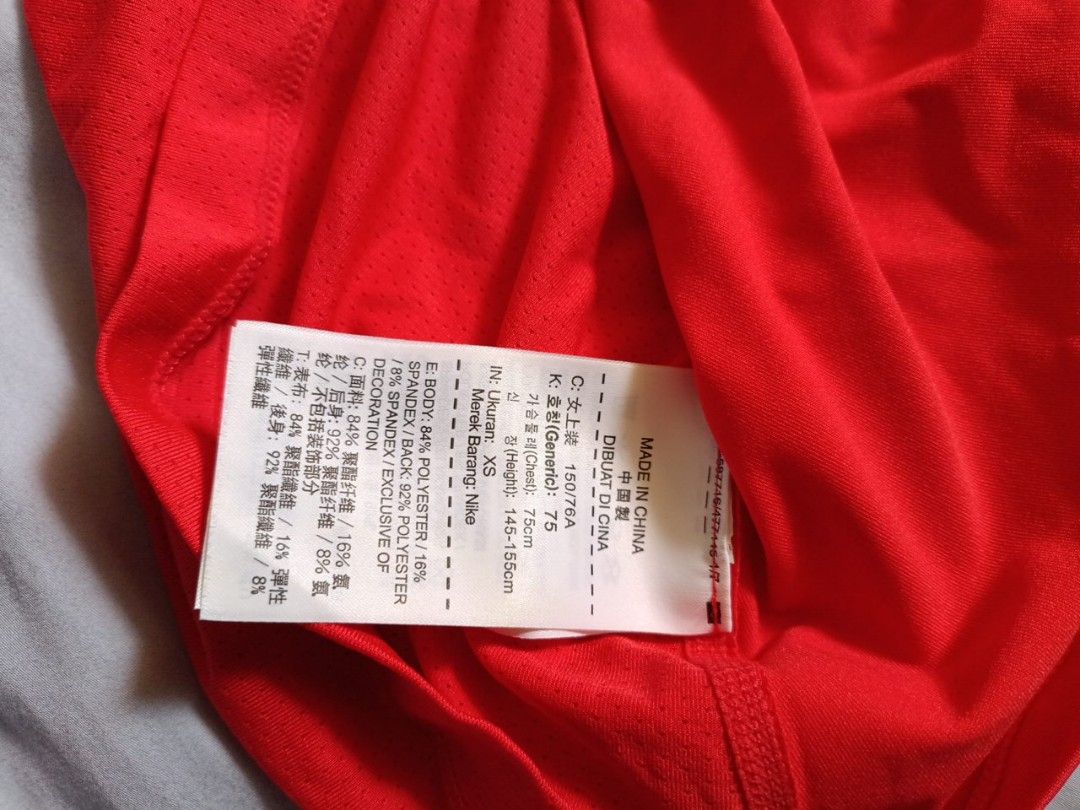 MADE IN CHINA
中国製
DIBUAT DI CINA
C: 女上装 150/76A
K: 호칭(Generic): 75
가슴둘레(Chest): 75cm
신 장(Height): 145-155cm
IN: Ukuran: XS
Merek Barang: Nike
E: BODY: 84% POLYESTER / 16%
SPANDEX / BACK: 92% POLYESTER
/ 8% SPANDEX / EXCLUSIVE OF
DECORATION
C: 面料: 84% 聚酯纤维 / 16% 氨
纶 / 后身: 92% 聚酯纤维 / 8% 氨
纶 / 不包括装饰部分
T: 表布: 84% 聚酯纖維 / 16% 彈性
纖維 / 後身: 92% 聚酯纖維 / 8%
彈性纖維